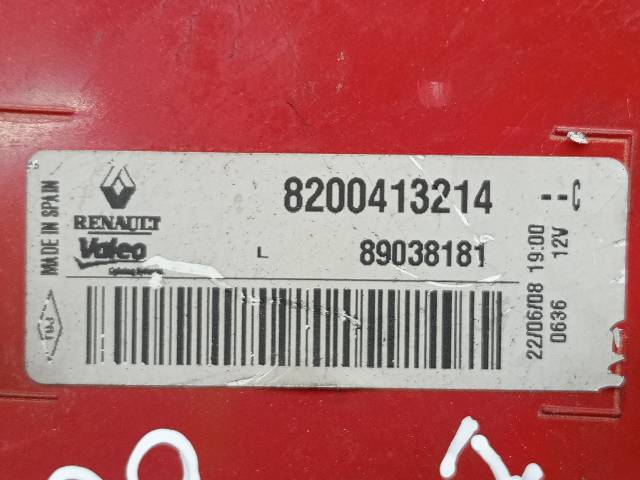 MADE IN SPAIN
RENAULT
8200413214 --C
Valeo
L 89038181
22/06/08 19:00
0636 12V